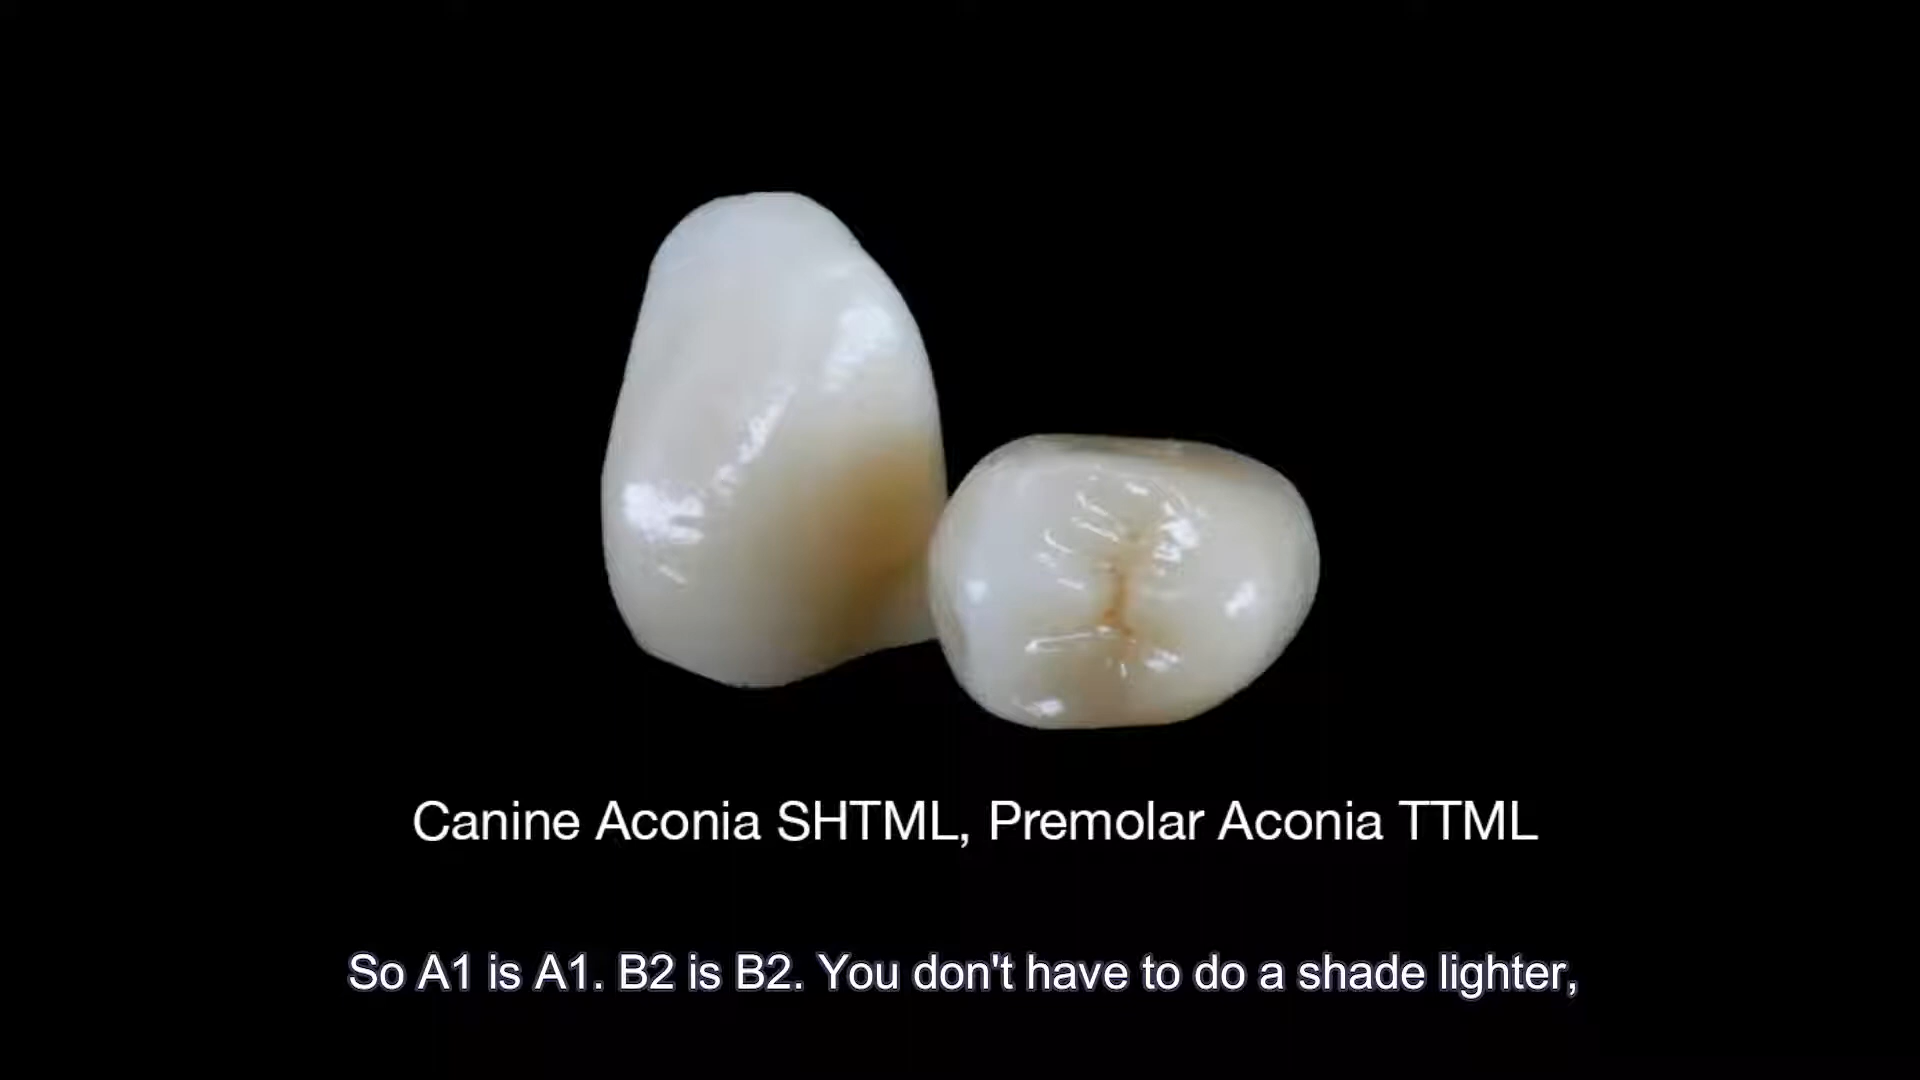 Canine Aconia SHTML, Premolar Aconia TTML
So A1 is A1. B2 is B2. You don't have to do a shade lighter,